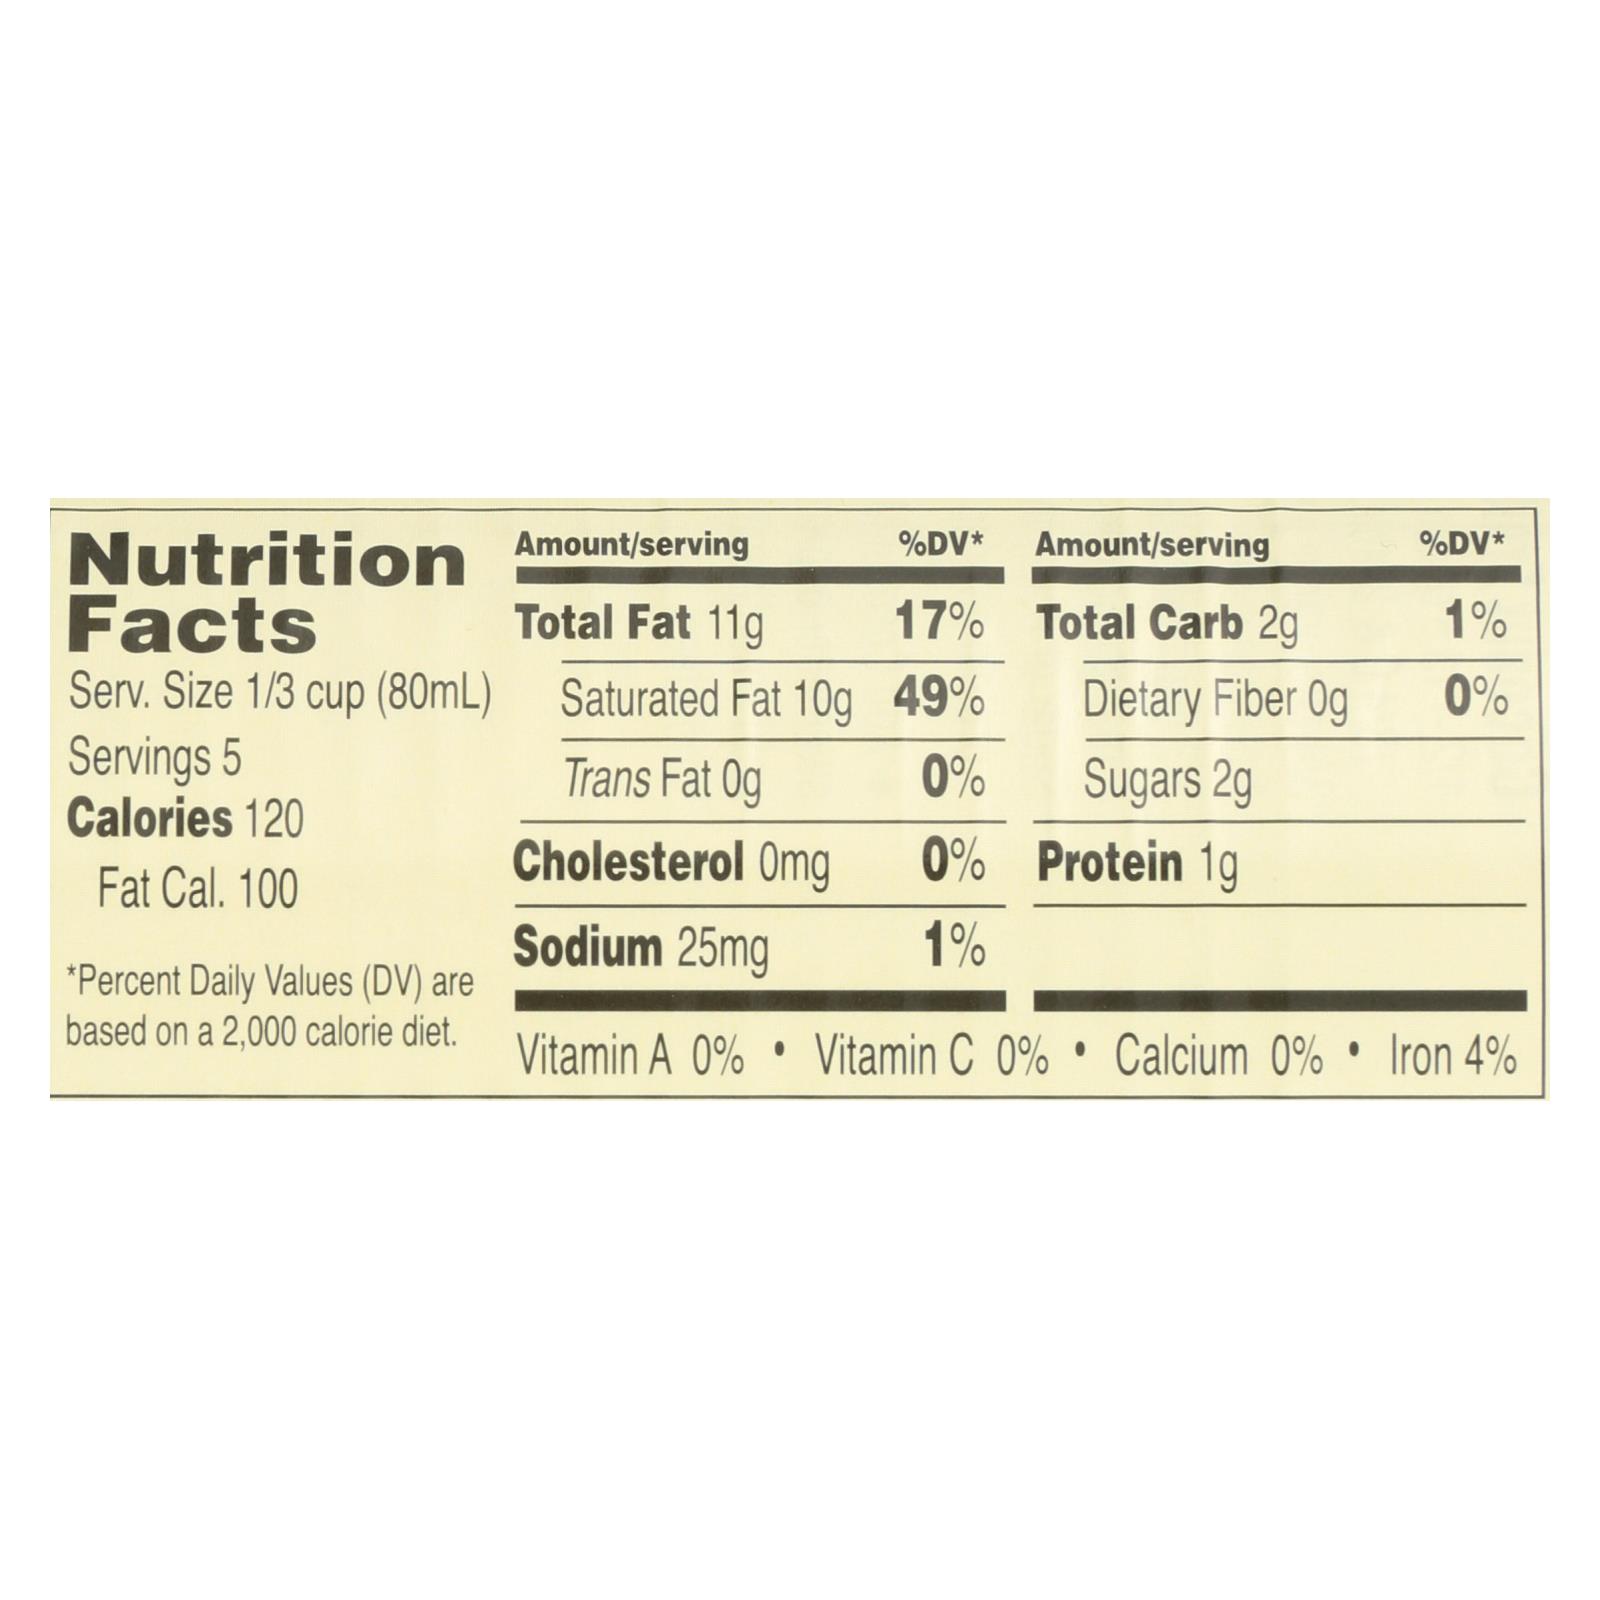 Nutrition
Facts
Serv. Size 1/3 cup (80mL)
Servings 5
Calories 120
Fat Cal. 100
*Percent Daily Values (DV) are
based on a 2,000 calorie diet.
Amount/serving %DV*
Total Fat 11g 17%
Saturated Fat 10g 49%
Trans Fat 0g 0%
Cholesterol 0mg 0%
Sodium 25mg 1%
Amount/serving %DV*
Total Carb 2g 1%
Dietary Fiber 0g 0%
Sugars 2g
Protein 1g
Vitamin A 0% • Vitamin C 0% • Calcium 0% • Iron 4%